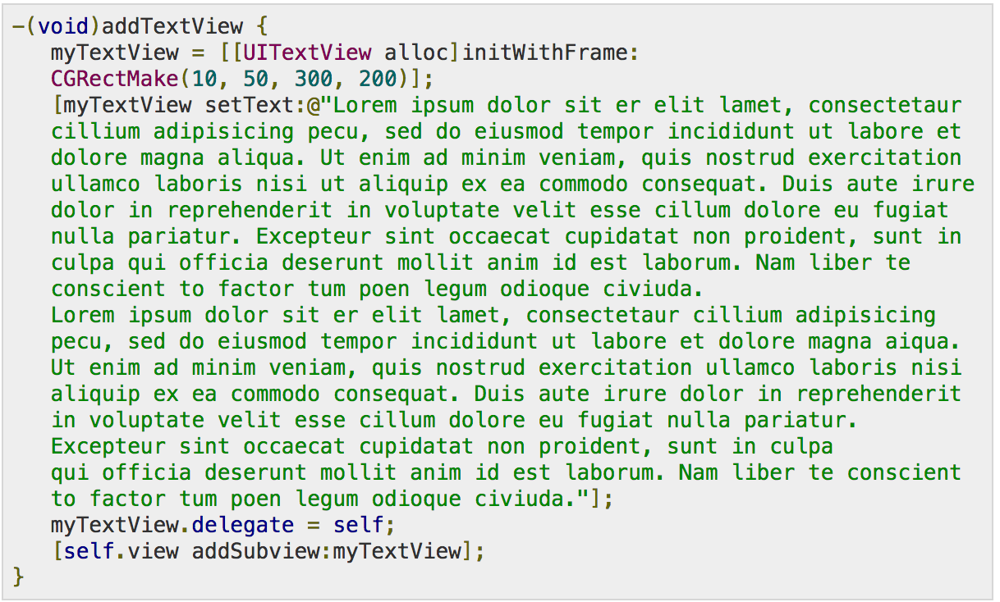 -(void)addTextView {
   myTextView = [[UITextView alloc]initWithFrame:
   CGRectMake(10, 50, 300, 200)];
   [myTextView setText:@"Lorem ipsum dolor sit er elit lamet, consectetaur
   cillium adipisicing pecu, sed do eiusmod tempor incididunt ut labore et
   dolore magna aliqua. Ut enim ad minim veniam, quis nostrud exercitation
   ullamco laboris nisi ut aliquip ex ea commodo consequat. Duis aute irure
   dolor in reprehenderit in voluptate velit esse cillum dolore eu fugiat
   nulla pariatur. Excepteur sint occaecat cupidatat non proident, sunt in
   culpa qui officia deserunt mollit anim id est laborum. Nam liber te
   conscient to factor tum poen legum odioque civiuda.
   Lorem ipsum dolor sit er elit lamet, consectetaur cillium adipisicing
   pecu, sed do eiusmod tempor incididunt ut labore et dolore magna aiqua.
   Ut enim ad minim veniam, quis nostrud exercitation ullamco laboris nisi
   aliquip ex ea commodo consequat. Duis aute irure dolor in reprehenderit
   in voluptate velit esse cillum dolore eu fugiat nulla pariatur.
   Excepteur sint occaecat cupidatat non proident, sunt in culpa
   qui officia deserunt mollit anim id est laborum. Nam liber te conscient
   to factor tum poen legum odioque civiuda."];
   myTextView.delegate = self;
   [self.view addSubview:myTextView];
}